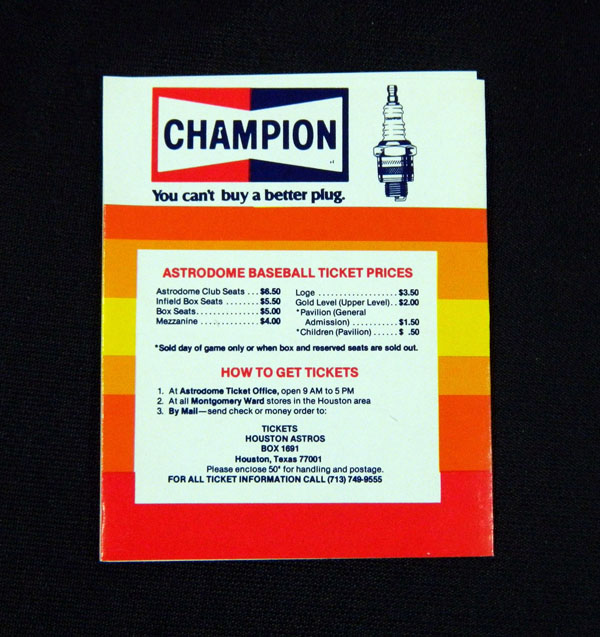 CHAMPION
You can't buy a better plug.
ASTRODOME BASEBALL TICKET PRICES
Astrodome Club Seats ... $6.50
Infield Box Seats ........ $5.50
Box Seats ............... $5.00
Mezzanine .............. $4.00
Loge ................... $3.50
Gold Level (Upper Level) .. $2.00
*Pavilion (General
Admission) .......... $1.50
*Children (Pavilion) ...... $ .50
*Sold day of game only or when box and reserved seats are sold out.
HOW TO GET TICKETS
1. At Astrodome Ticket Office, open 9 AM to 5 PM
2. At all Montgomery Ward stores in the Houston area
3. By Mail—send check or money order to:
TICKETS
HOUSTON ASTROS
BOX 1691
Houston, Texas 77001
Please enclose 50* for handling and postage.
FOR ALL TICKET INFORMATION CALL (713) 749-9555